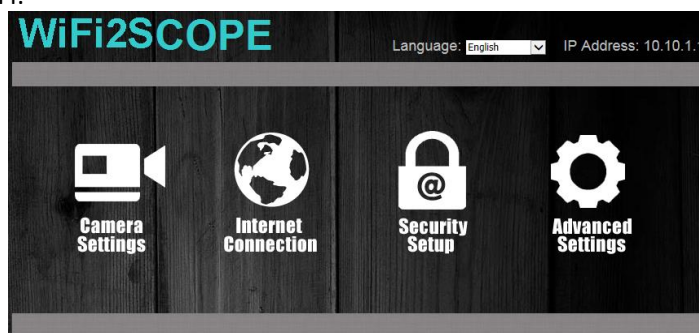 WiFi2SCOPE
Language: English IP Address: 10.10.1.
Camera Settings
Internet Connection
Security Setup
Advanced Settings
@